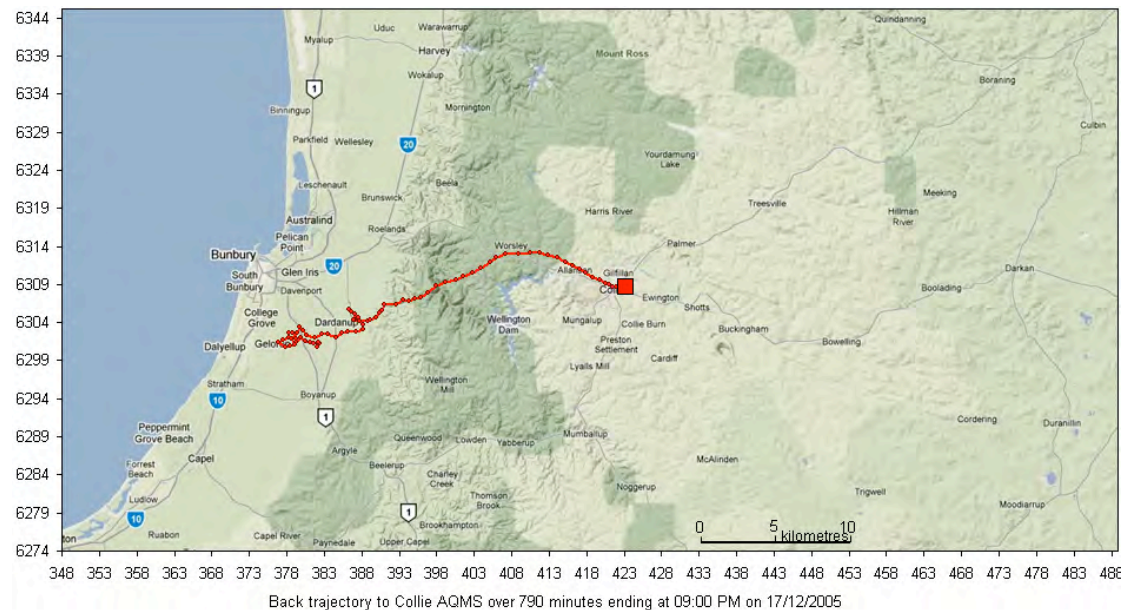 6344
6339
6334
6329
6324
6319
6314
6309
6304
6299
6294
6289
6284
6279
6274
Uduc
Warawarrup
Quindanning
Myalup
Harvey
Mount Ross
Wokalup
Boraning
1
Binningup
Mornington
Culbin
Parkfield
Wellesley
20
Yourdamung
Lake
Leschenault
Beela
Meeking
Brunswick
Treesville
Harris River
Hillman
River
Australind
Roelands
Pelican
Point
Worsley
Palmer
Bunbury
Glen Iris
20
Allanson
Gilfillan
Darkan
South
Bunbury
Davenport
Ewington
Boolading
Shotts
College
Grove
Dardanup
Wellington
Dam
Mungalup
Collie Burn
Buckingham
Dalyellup
Preston
Settlement
Bowelling
Cardiff
Lyalls Mill
Stratham
Wellington
Mill
Boyanup
10
1
Peppermint
Grove Beach
Cordering
Duranillin
Queenwood
Lowden
Yabberup
Mumballup
Argyle
Capel
McAlinden
Forrest
Beach
Beelerup
Charley
Creek
Noggerup
Trigwell
Ludlow
Thomson
Brook
Moodiarrup
10
1
Brookhampton
0 5 10
kilometres
Ruabon
Capel River
Paynedale
Upper Capel
348 353 358 363 368 373 378 383 388 393 398 403 408 413 418 423 428 433 438 443 448 453 458 463 468 473 478 483 488
Back trajectory to Collie AQMS over 790 minutes ending at 09:00 PM on 17/12/2005